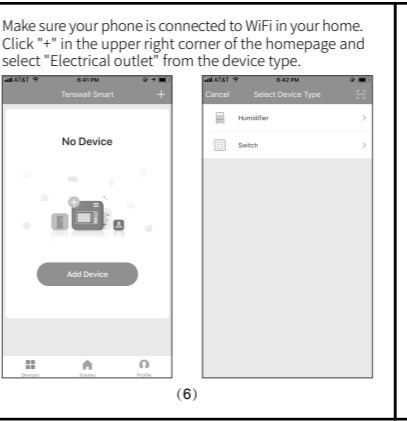 Make sure your phone is connected to WiFi in your home.
Click "+" in the upper right corner of the homepage and
select "Electrical outlet" from the device type.
AT&T 6:41 PM
Tenswall Smart +
No Device
Add Device
Devices Scenes Profile
AT&T 6:42 PM
Cancel Select Device Type
Humidifier >
Switch >
(6)